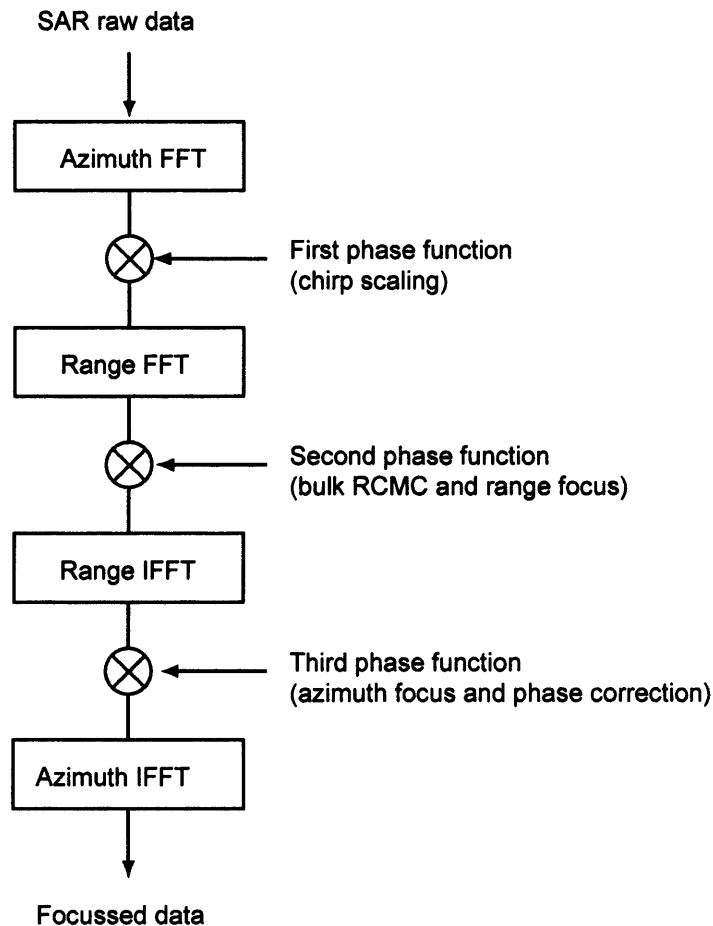 SAR raw data
Azimuth FFT
First phase function
(chirp scaling)
Range FFT
Second phase function
(bulk RCMC and range focus)
Range IFFT
Third phase function
(azimuth focus and phase correction)
Azimuth IFFT
Focussed data